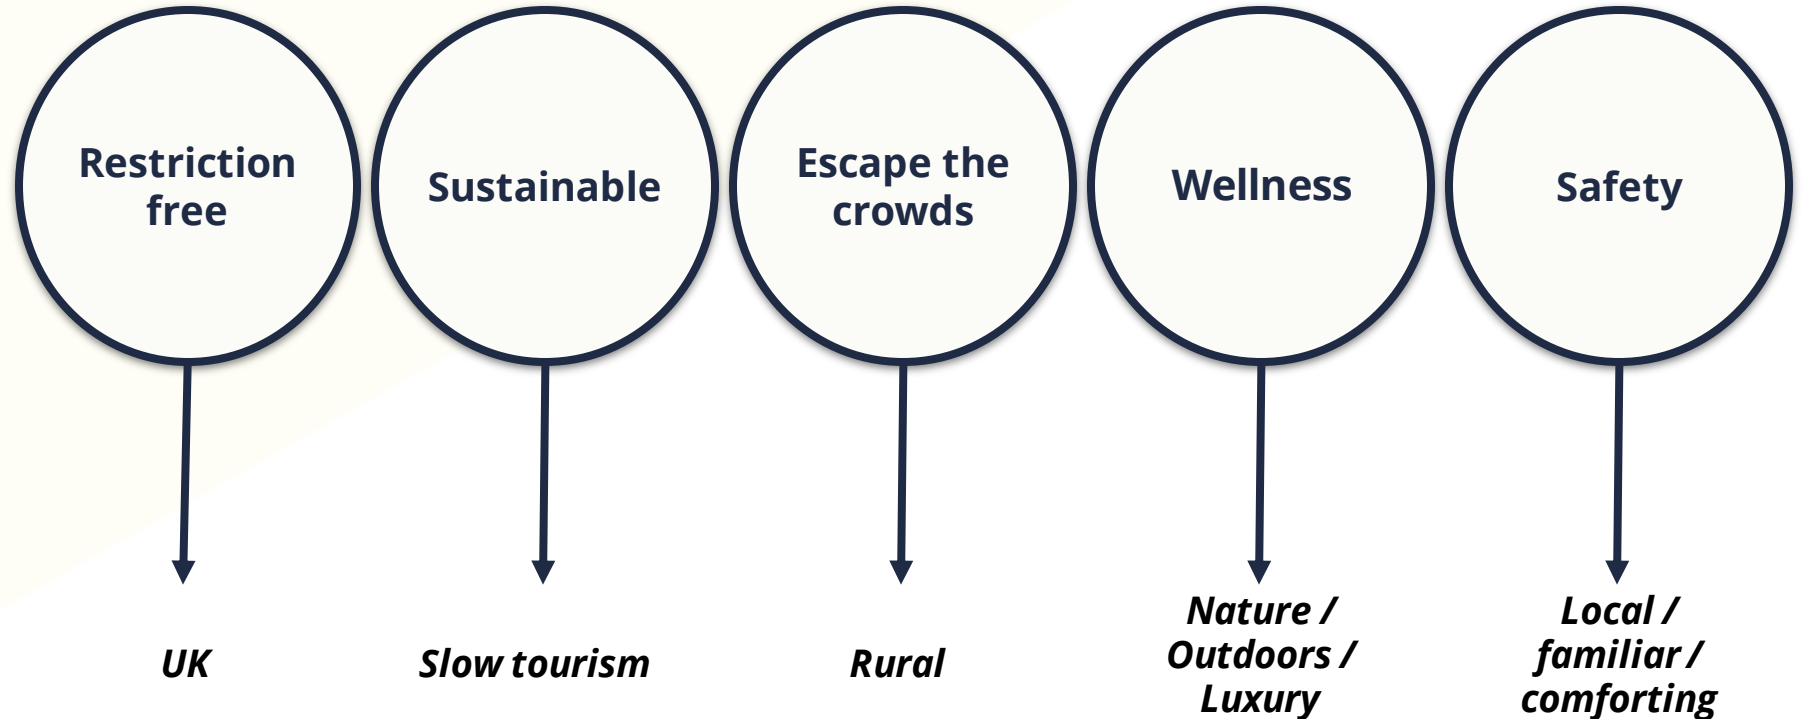 Restriction
free
Sustainable
Escape the
crowds
Wellness
Safety
UK
Slow tourism
Rural
Nature /
Outdoors /
Luxury
Local /
familiar /
comforting